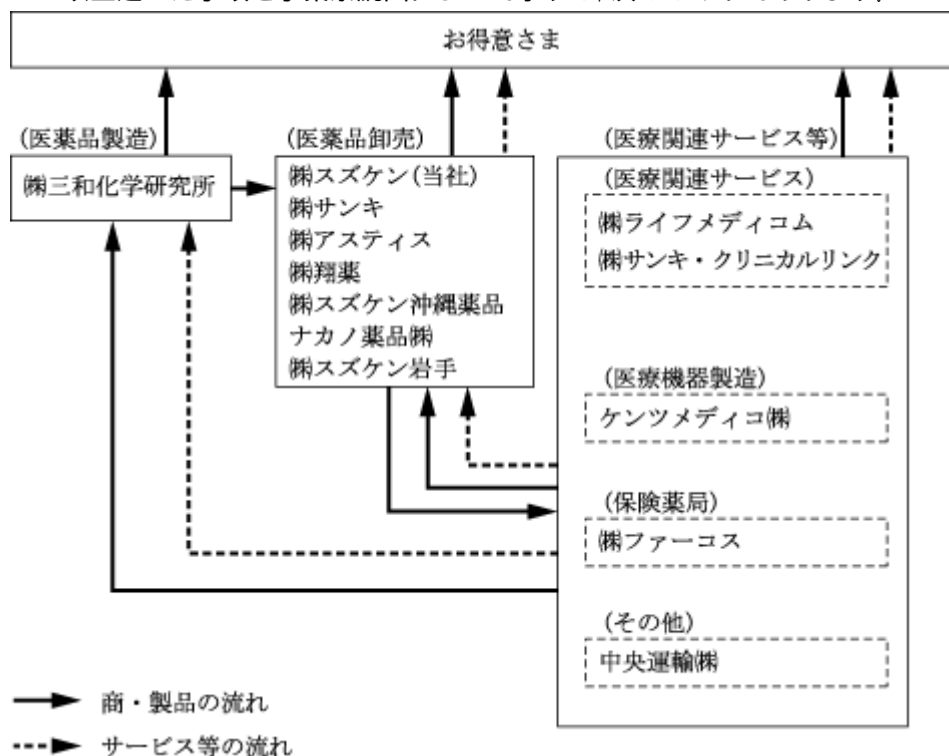 お得意さま
(医薬品製造)
㈱三和化学研究所
(医薬品卸売)
㈱スズケン(当社)
㈱サンキ
㈱アスティス
㈱翔薬
㈱スズケン沖縄薬品
ナカノ薬品㈱
㈱スズケン岩手
(医療関連サービス等)
(医療関連サービス)
㈱ライフメディコム
㈱サンキ・クリニカルリンク
(医療機器製造)
ケンツメディコ㈱
(保険薬局)
㈱ファーコス
(その他)
中央運輸㈱
商・製品の流れ
サービス等の流れ